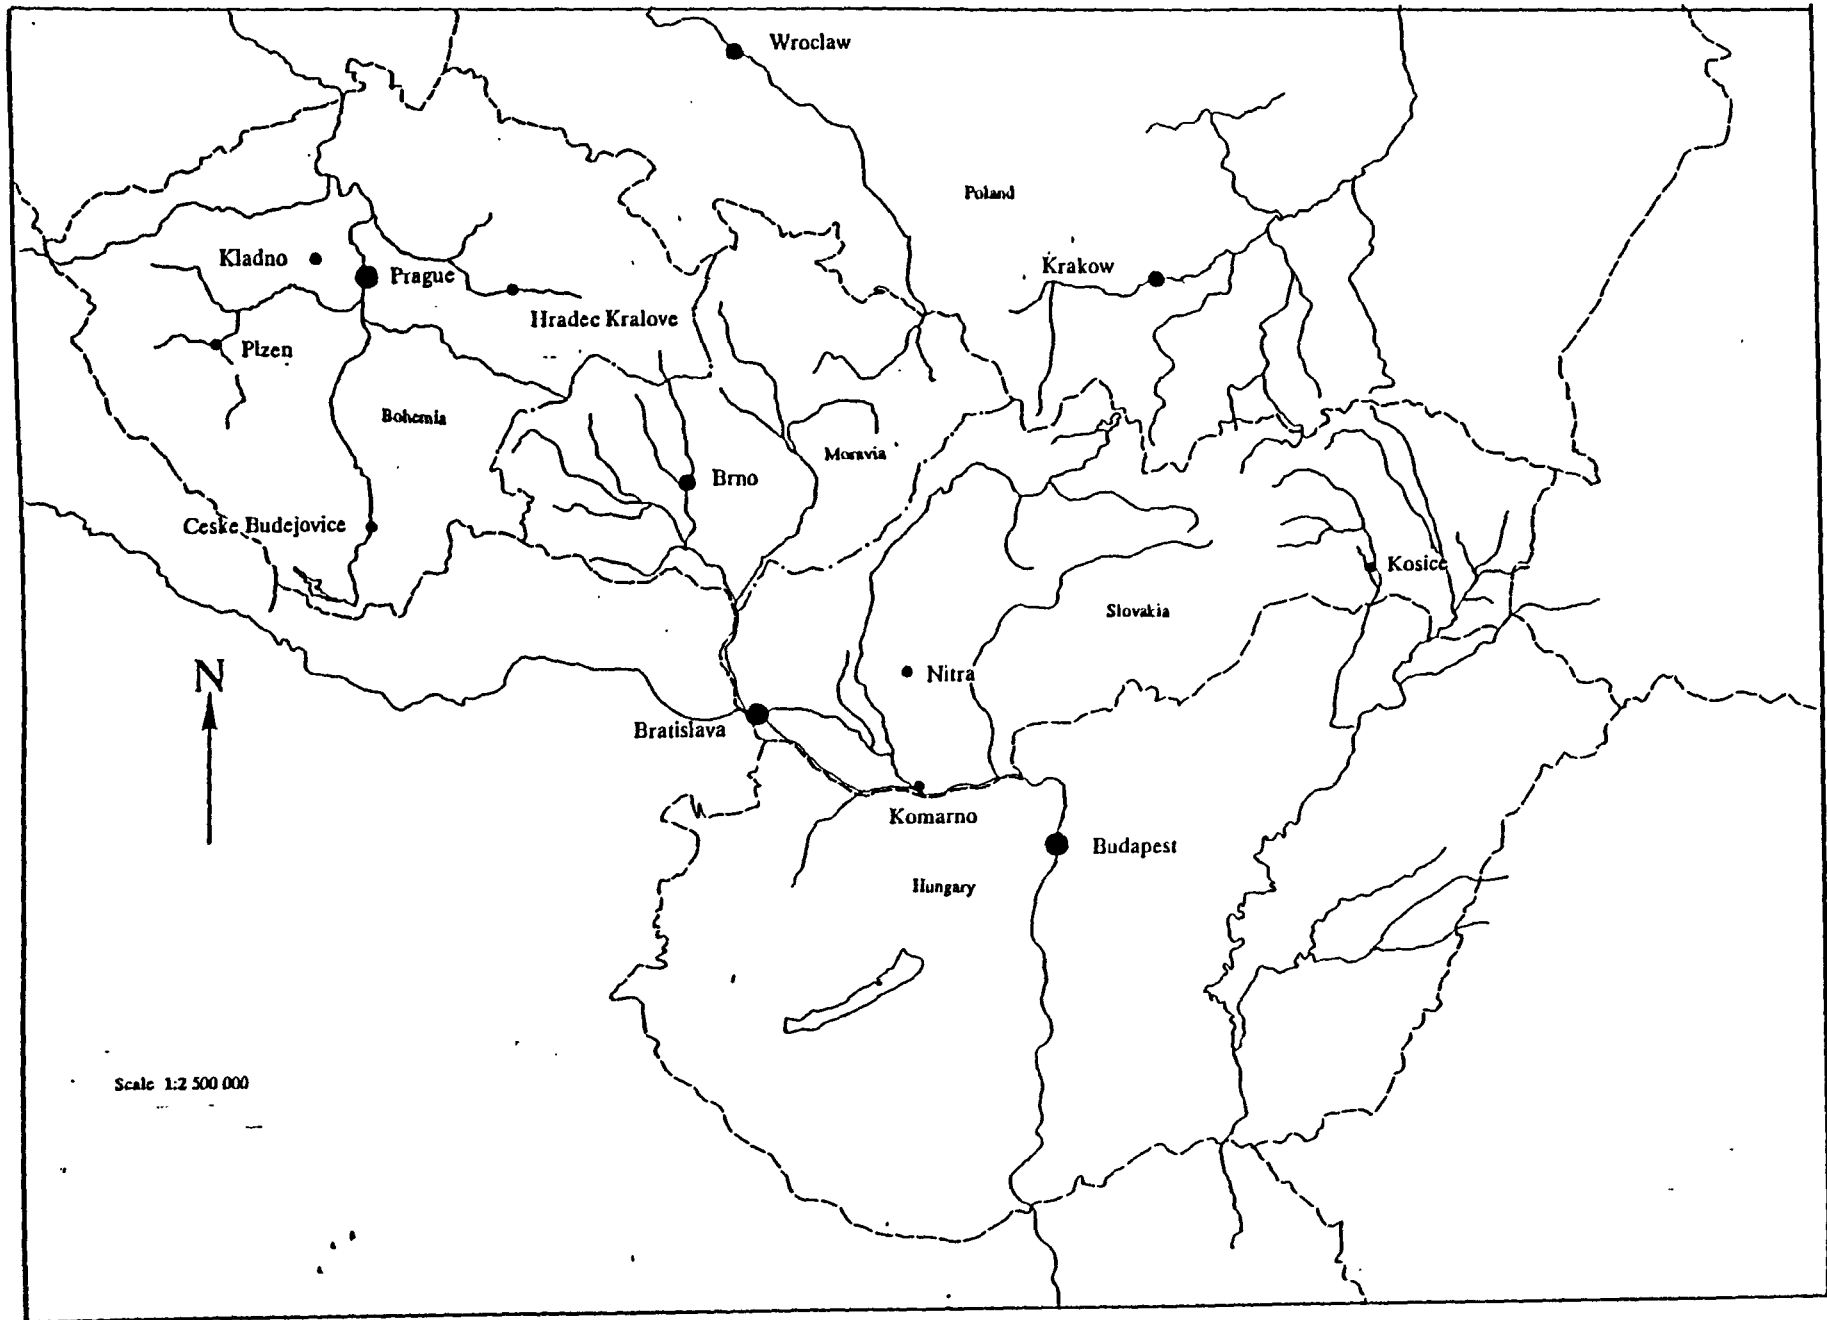 Wroclaw
Poland
Kladno
Prague
Krakow
Hradec Kralove
Plzen
Bohemia
Moravia
Brno
Ceske Budejovice
Kosice
Slovakia
N
Nitra
Bratislava
Komarno
Budapest
Hungary
Scale 1:2 500 000